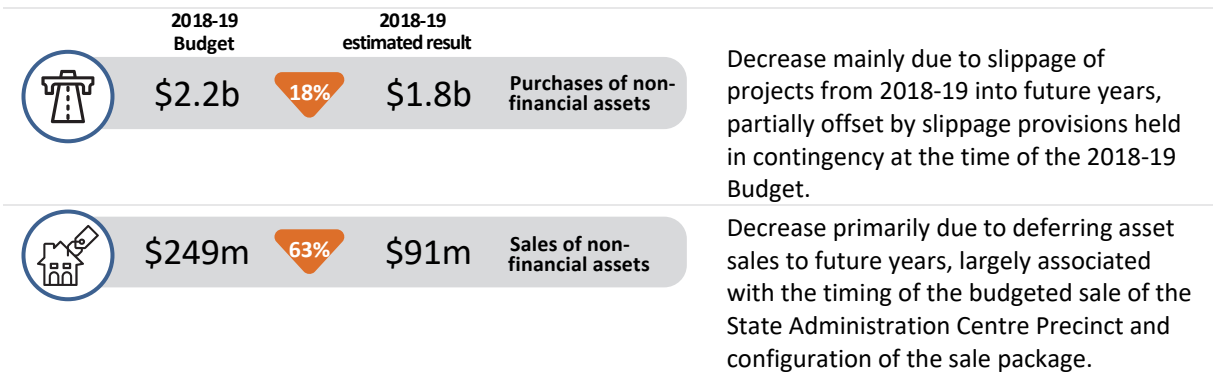 2018-19
Budget
2018-19
estimated result
$2.2b
18%
$1.8b
Purchases of non-
financial assets
Decrease mainly due to slippage of
projects from 2018-19 into future years,
partially offset by slippage provisions held
in contingency at the time of the 2018-19
Budget.
$249m
63%
$91m
Sales of non-
financial assets
Decrease primarily due to deferring asset
sales to future years, largely associated
with the timing of the budgeted sale of the
State Administration Centre Precinct and
configuration of the sale package.